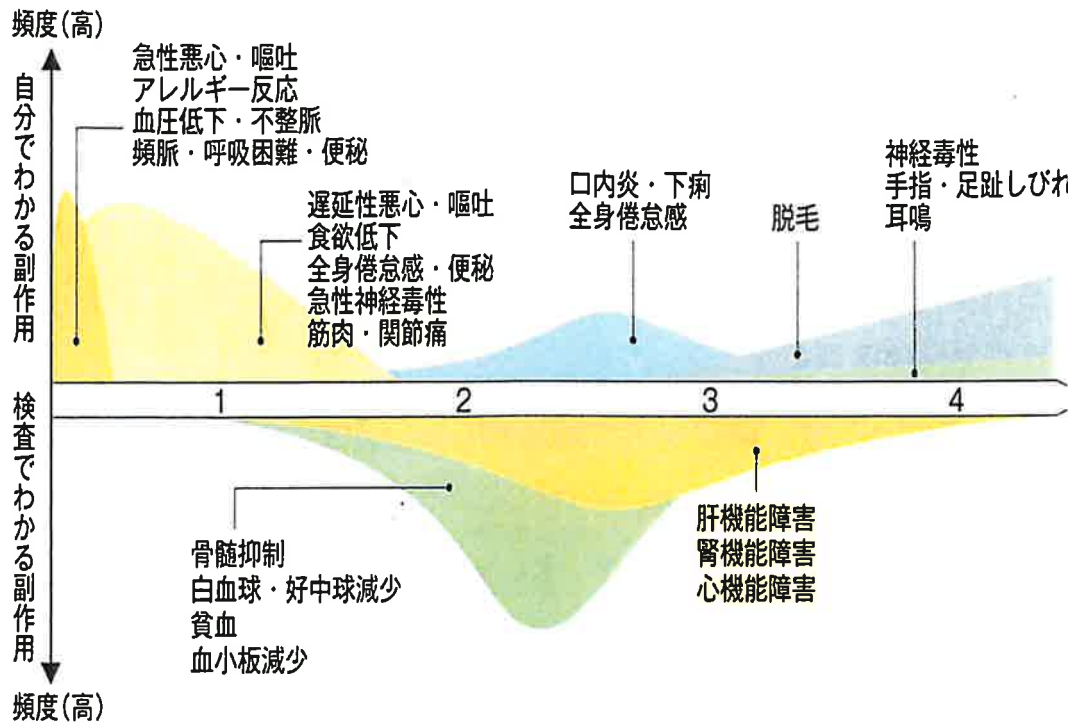 頻度(高)
自分でわかる副作用
急性悪心・嘔吐
アレルギー反応
血圧低下・不整脈
頻脈・呼吸困難・便秘
遅延性悪心・嘔吐
食欲低下
全身倦怠感・便秘
急性神経毒性
筋肉・関節痛
口内炎・下痢
全身倦怠感
脱毛
神経毒性
手指・足趾しびれ
耳鳴
1 2 3 4
検査でわかる副作用
骨髄抑制
白血球・好中球減少
貧血
血小板減少
肝機能障害
腎機能障害
心機能障害
頻度(高)